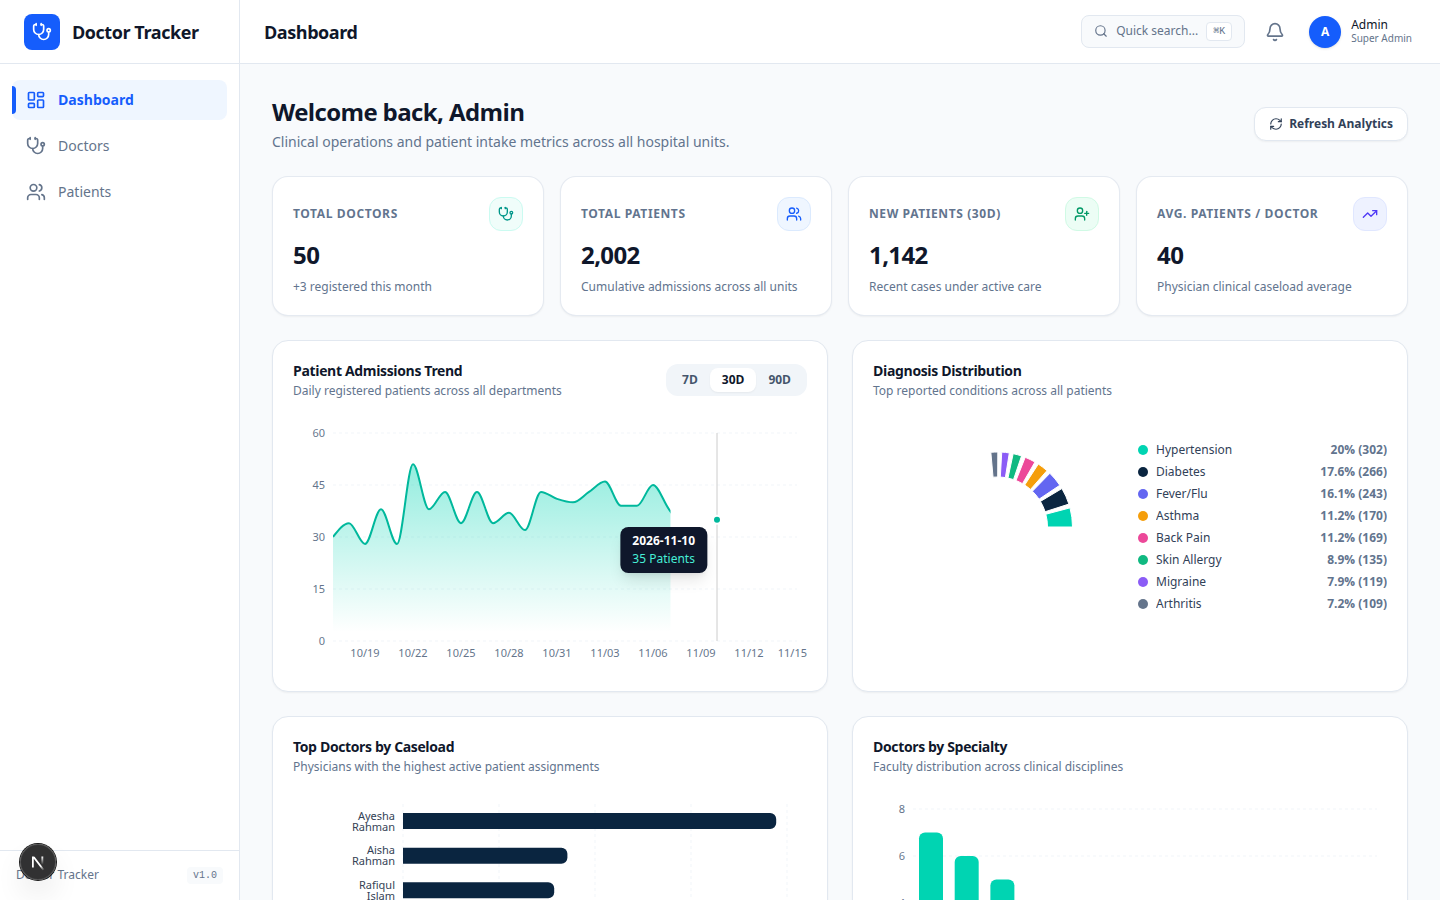 Doctor Tracker
Dashboard
Quick search...
⌘K
A
Admin
Super Admin
Dashboard
Doctors
Patients
Welcome back, Admin
Clinical operations and patient intake metrics across all hospital units.
Refresh Analytics
TOTAL DOCTORS
50
+3 registered this month
TOTAL PATIENTS
2,002
Cumulative admissions across all units
NEW PATIENTS (30D)
1,142
Recent cases under active care
AVG. PATIENTS / DOCTOR
40
Physician clinical caseload average
Patient Admissions Trend
Daily registered patients across all departments
7D 30D 90D
60
45
30
15
0
2026-11-10
35 Patients
10/19 10/22 10/25 10/28 10/31 11/03 11/06 11/09 11/12 11/15
Diagnosis Distribution
Top reported conditions across all patients
Hypertension 20% (302)
Diabetes 17.6% (266)
Fever/Flu 16.1% (243)
Asthma 11.2% (170)
Back Pain 11.2% (169)
Skin Allergy 8.9% (135)
Migraine 7.9% (119)
Arthritis 7.2% (109)
Top Doctors by Caseload
Physicians with the highest active patient assignments
Ayesha
Rahman
Aisha
Rahman
Rafiqul
Islam
Doctors by Specialty
Faculty distribution across clinical disciplines
8
6
N
Tracker
v1.0